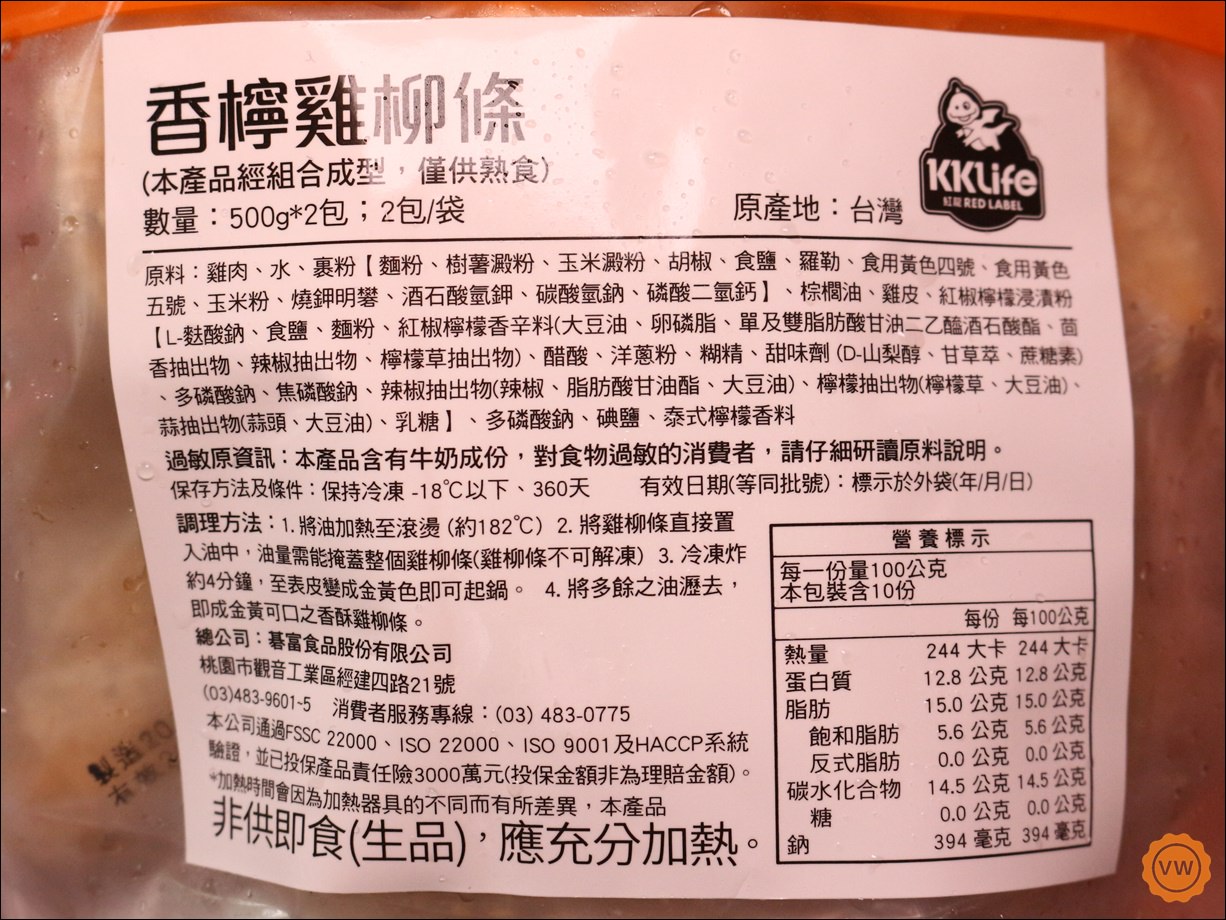 香檸雞柳條
(本產品經組合成型，僅供熟食)
數量：500g*2包；2包/袋
原產地：台灣
KKLife
紅龍 RED LABEL
原料：雞肉、水、裹粉【麵粉、樹薯澱粉、玉米澱粉、胡椒、食鹽、羅勒、食用黃色四號、食用黃色
五號、玉米粉、燒鉀明礬、酒石酸氫鉀、碳酸氫鈉、磷酸二氫鈣】、棕櫚油、雞皮、紅椒檸檬浸漬粉
【L-麩酸鈉、食鹽、麵粉、紅椒檸檬香辛料(大豆油、卵磷脂、單及雙脂肪酸甘油二乙醯酒石酸酯、茴
香抽出物、辣椒抽出物、檸檬草抽出物)、醋酸、洋蔥粉、糊精、甜味劑(D-山梨醇、甘草萃、蔗糖素)
、多磷酸鈉、焦磷酸鈉、辣椒抽出物(辣椒、脂肪酸甘油酯、大豆油)、檸檬抽出物(檸檬草、大豆油)、
蒜抽出物(蒜頭、大豆油)、乳糖】、多磷酸鈉、碘鹽、泰式檸檬香料
過敏原資訊：本產品含有牛奶成份，對食物過敏的消費者，請仔細研讀原料說明。
保存方法及條件：保持冷凍 -18℃以下、360天 有效日期(等同批號)：標示於外袋(年/月/日)
調理方法：1. 將油加熱至滾燙 (約182℃) 2. 將雞柳條直接置
入油中，油量需能掩蓋整個雞柳條(雞柳條不可解凍) 3. 冷凍炸
約4分鐘，至表皮變成金黃色即可起鍋。 4. 將多餘之油瀝去，
即成金黃可口之香酥雞柳條。
總公司：碁富食品股份有限公司
桃園市觀音工業區經建四路21號
(03)483-9601~5 消費者服務專線：(03) 483-0775
本公司通過FSSC 22000、ISO 22000、ISO 9001及HACCP系統
驗證，並已投保產品責任險3000萬元(投保金額非為理賠金額)。
*加熱時間會因為加熱器具的不同而有所差異，本產品
非供即食(生品)，應充分加熱。
營養標示
每一份量100公克
本包裝含10份
每份 每100公克
熱量 244 大卡 244 大卡
蛋白質 12.8 公克 12.8 公克
脂肪 15.0 公克 15.0 公克
飽和脂肪 5.6 公克 5.6 公克
反式脂肪 0.0 公克 0.0 公克
碳水化合物 14.5 公克 14.5 公克
糖 0.0 公克 0.0 公克
鈉 394 毫克 394 毫克
製造 20
有效 2
VW